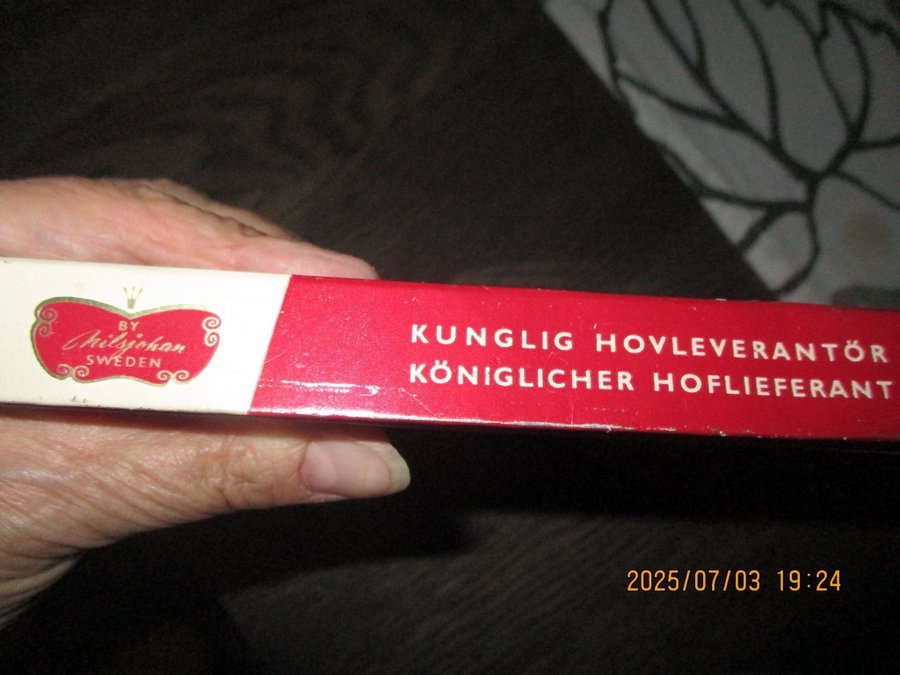 BY
Nilsjohan
SWEDEN
KUNGLIG HOVLEVERANTÖR
KÖNIGLICHER HOFLIEFERANT
2025/07/03 19:24